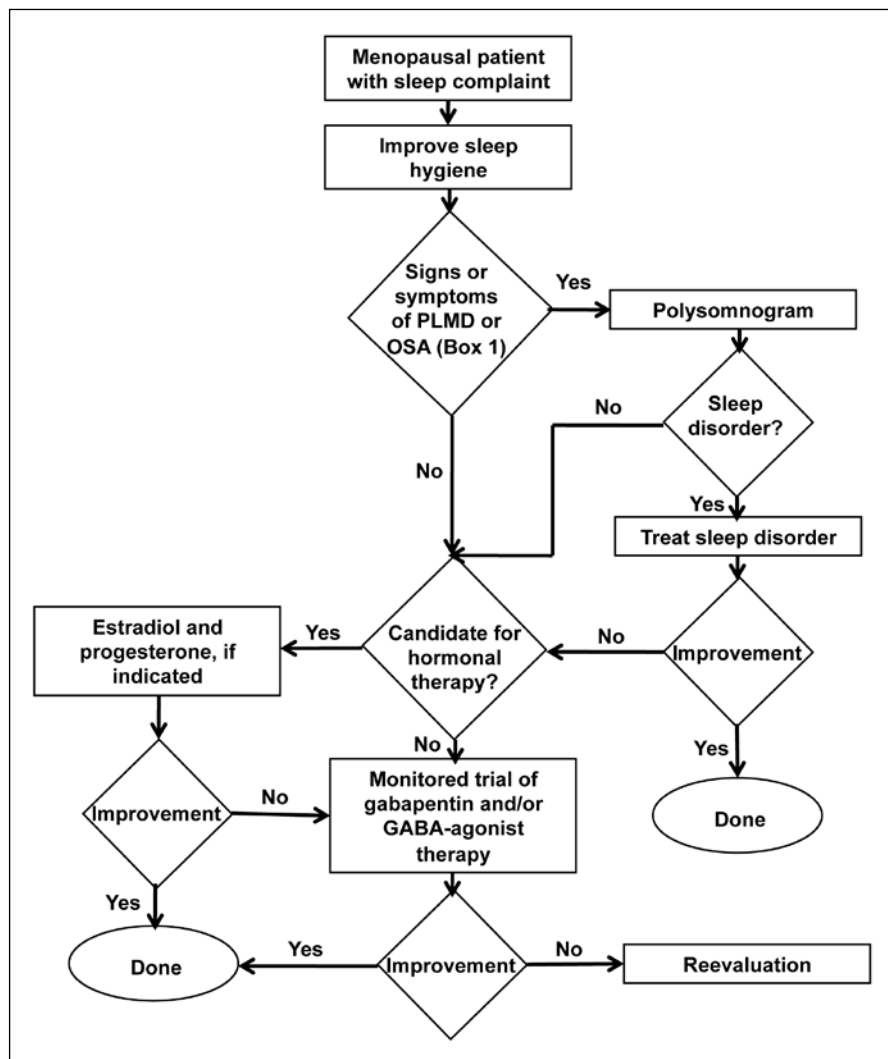 Menopausal patient
with sleep complaint
Improve sleep
hygiene
Signs or
symptoms
of PLMD or
OSA (Box 1)
Yes
Polysomnogram
No
Sleep
disorder?
No
Yes
Treat sleep disorder
Estradiol and
progesterone, if
indicated
Yes
Candidate for
hormonal
therapy?
No
Improvement
No
Yes
Improvement
No
Monitored trial of
gabapentin and/or
GABA-agonist
therapy
Done
Yes
Done
Yes
Improvement
No
Reevaluation